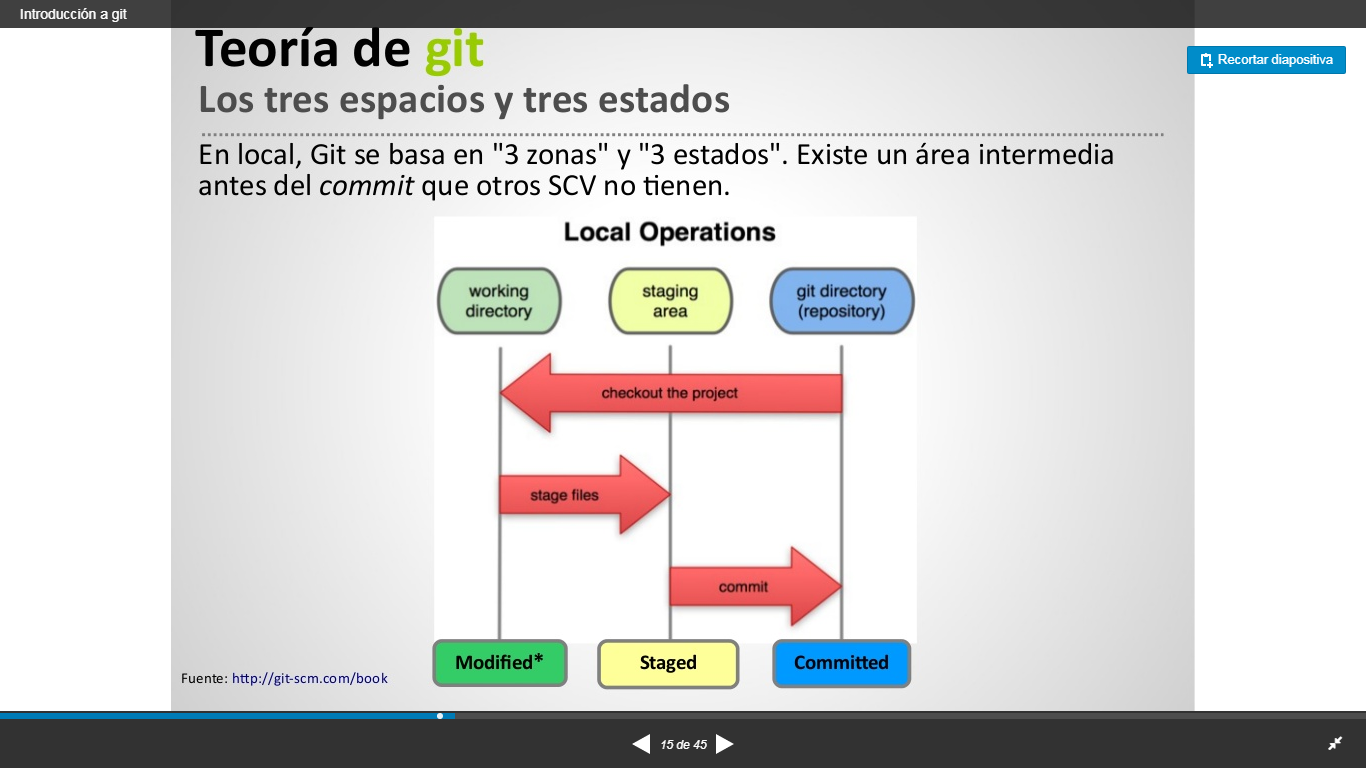 Introducción a git
Teoría de git
Recortar diapositiva
Los tres espacios y tres estados
En local, Git se basa en "3 zonas" y "3 estados". Existe un área intermedia
antes del commit que otros SCV no tienen.
Local Operations
working
directory
staging
area
git directory
(repository)
checkout the project
stage files
commit
Modified*
Staged
Committed
Fuente: http://git-scm.com/book
15 de 45